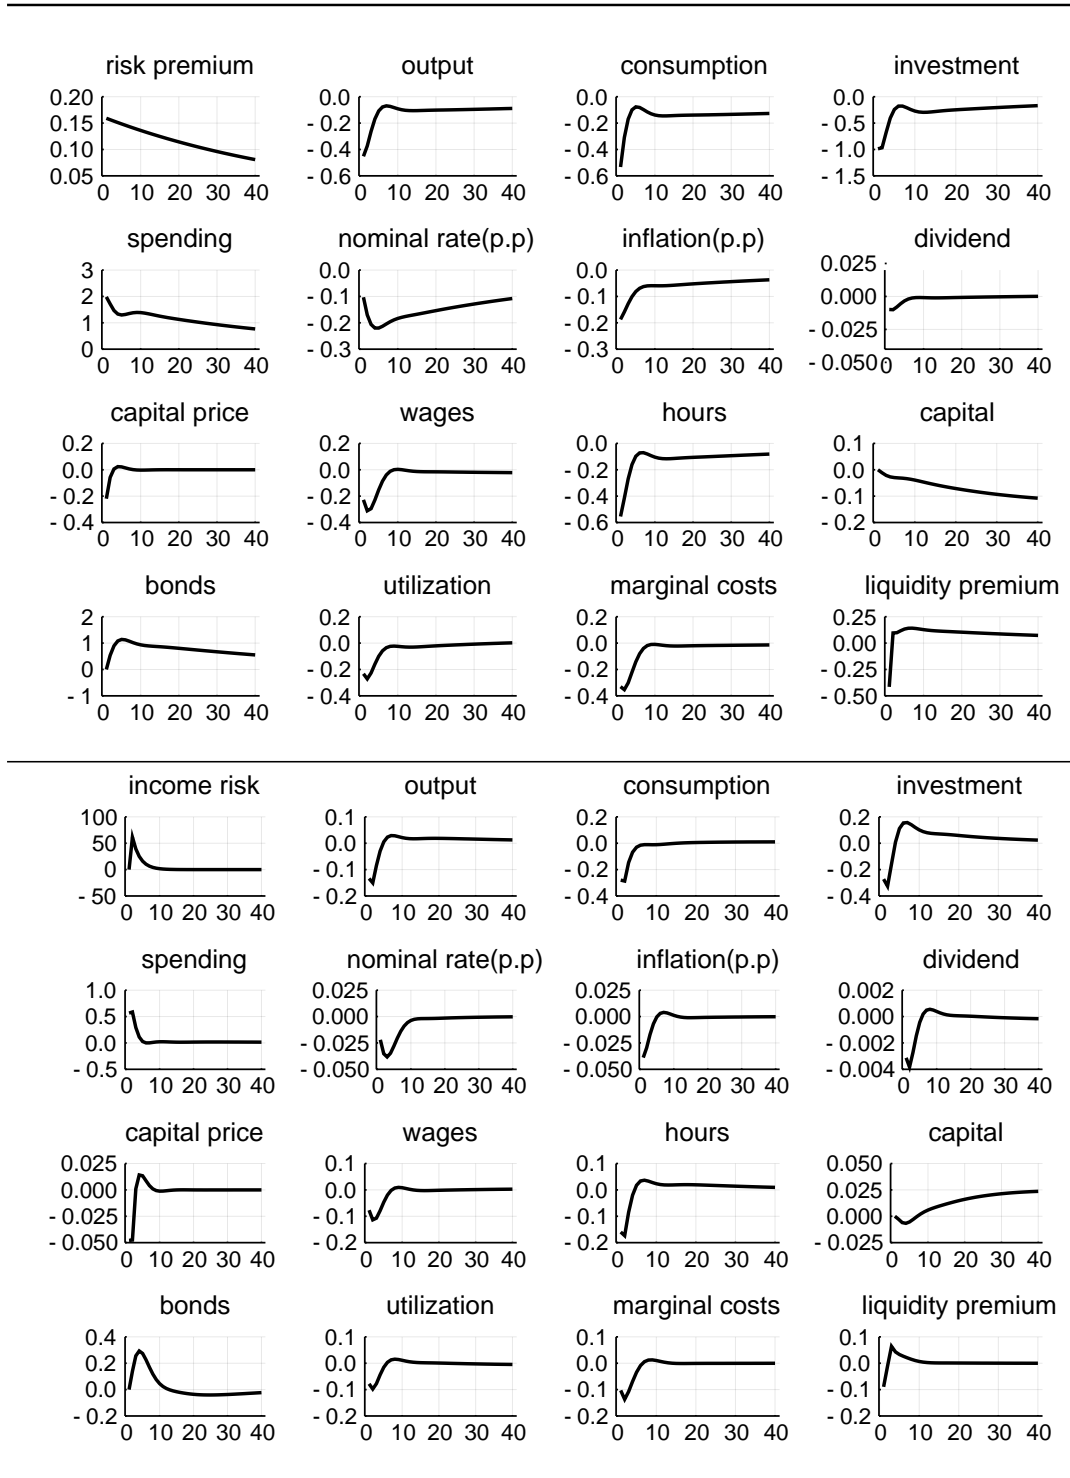 risk premium output consumption investment
0.20 0.0 0.0 0.0
0.15 - 0.2 - 0.2 - 0.5
0.10 - 0.4 - 0.4 - 1.0
0.05 - 0.6 - 0.6 - 1.5
0 10 20 30 40 0 10 20 30 40 0 10 20 30 40 0 10 20 30 40
spending nominal rate(p.p) inflation(p.p) dividend
3 0.0 0.0 0.025
2 - 0.1 - 0.1 0.000
1 - 0.2 - 0.2 - 0.025
0 - 0.3 - 0.3 - 0.050
0 10 20 30 40 0 10 20 30 40 0 10 20 30 40 0 10 20 30 40
capital price wages hours capital
0.2 0.2 0.0 0.1
0.0 0.0 - 0.2 0.0
- 0.2 - 0.2 - 0.4 - 0.1
- 0.4 - 0.4 - 0.6 - 0.2
0 10 20 30 40 0 10 20 30 40 0 10 20 30 40 0 10 20 30 40
bonds utilization marginal costs liquidity premium
2 0.2 0.2 0.25
1 0.0 0.0 0.00
0 - 0.2 - 0.2 - 0.25
- 1 - 0.4 - 0.4 - 0.50
0 10 20 30 40 0 10 20 30 40 0 10 20 30 40 0 10 20 30 40
income risk output consumption investment
100 0.1 0.2 0.2
50 0.0 0.0 0.0
0 - 0.1 - 0.2 - 0.2
- 50 - 0.2 - 0.4 - 0.4
0 10 20 30 40 0 10 20 30 40 0 10 20 30 40 0 10 20 30 40
spending nominal rate(p.p) inflation(p.p) dividend
1.0 0.025 0.025 0.002
0.5 0.000 0.000 0.000
0.0 - 0.025 - 0.025 - 0.002
- 0.5 - 0.050 - 0.050 - 0.004
0 10 20 30 40 0 10 20 30 40 0 10 20 30 40 0 10 20 30 40
capital price wages hours capital
0.025 0.1 0.1 0.050
0.000 0.0 0.0 0.025
- 0.025 - 0.1 - 0.1 0.000
- 0.050 - 0.2 - 0.2 - 0.025
0 10 20 30 40 0 10 20 30 40 0 10 20 30 40 0 10 20 30 40
bonds utilization marginal costs liquidity premium
0.4 0.1 0.1 0.1
0.2 0.0 0.0 0.0
0.0 - 0.1 - 0.1 - 0.1
- 0.2 - 0.2 - 0.2 - 0.2
0 10 20 30 40 0 10 20 30 40 0 10 20 30 40 0 10 20 30 40